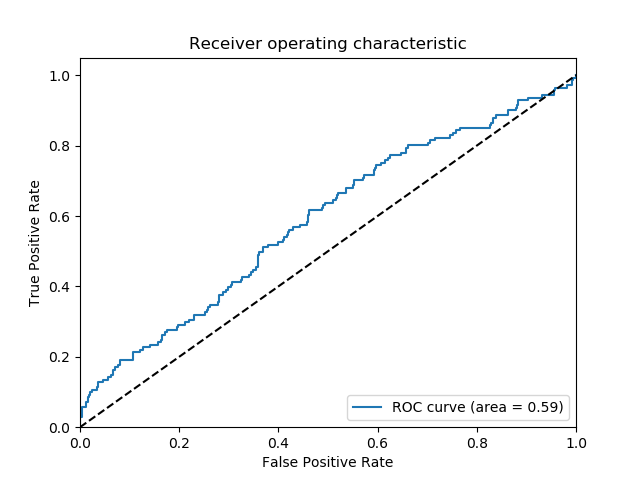 Receiver operating characteristic
True Positive Rate
1.0
0.8
0.6
0.4
0.2
0.0
0.0 0.2 0.4 0.6 0.8 1.0
False Positive Rate
ROC curve (area = 0.59)